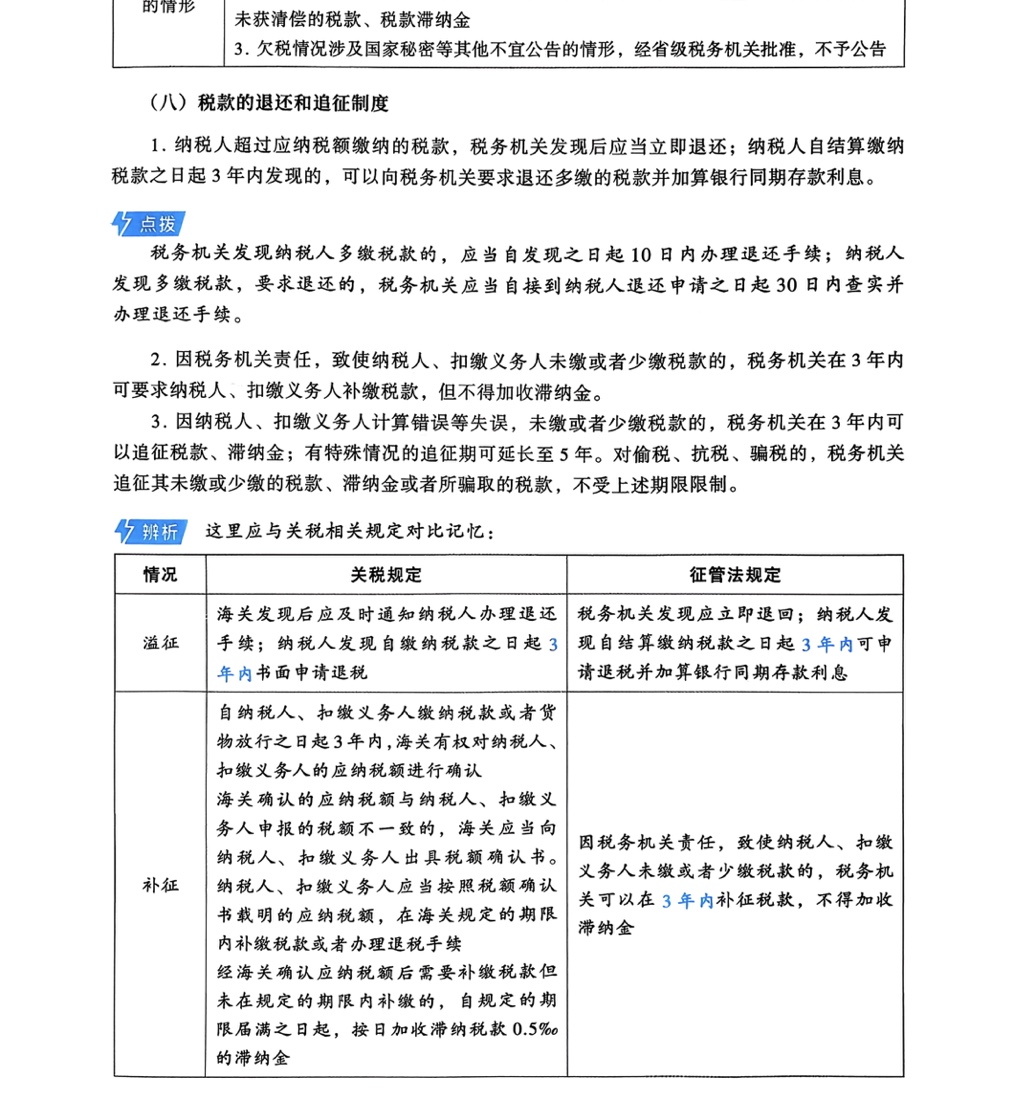 的情形
未获清偿的税款、税款滞纳金
3. 欠税情况涉及国家秘密等其他不宜公告的情形，经省级税务机关批准，不予公告
（八）税款的退还和追征制度
1. 纳税人超过应纳税额缴纳的税款，税务机关发现后应当立即退还；纳税人自结算缴纳
税款之日起 3 年内发现的，可以向税务机关要求退还多缴的税款并加算银行同期存款利息。
点拨
税务机关发现纳税人多缴税款的，应当自发现之日起 10 日内办理退还手续；纳税人
发现多缴税款，要求退还的，税务机关应当自接到纳税人退还申请之日起 30 日内查实并
办理退还手续。
2. 因税务机关责任，致使纳税人、扣缴义务人未缴或者少缴税款的，税务机关在 3 年内
可要求纳税人、扣缴义务人补缴税款，但不得加收滞纳金。
3. 因纳税人、扣缴义务人计算错误等失误，未缴或者少缴税款的，税务机关在 3 年内可
以追征税款、滞纳金；有特殊情况的追征期可延长至 5 年。对偷税、抗税、骗税的，税务机关
追征其未缴或少缴的税款、滞纳金或者所骗取的税款，不受上述期限限制。
辨析 这里应与关税相关规定对比记忆：
情况 关税规定 征管法规定
溢征
海关发现后应及时通知纳税人办理退还
手续；纳税人发现自缴纳税款之日起 3
年内书面申请退税
税务机关发现应立即退回；纳税人发
现自结算缴纳税款之日起 3 年内可申
请退税并加算银行同期存款利息
补征
自纳税人、扣缴义务人缴纳税款或者货
物放行之日起3年内，海关有权对纳税人、
扣缴义务人的应纳税额进行确认
海关确认的应纳税额与纳税人、扣缴义
务人申报的税额不一致的，海关应当向
纳税人、扣缴义务人出具税额确认书。
纳税人、扣缴义务人应当按照税额确认
书载明的应纳税额，在海关规定的期限
内补缴税款或者办理退税手续
经海关确认应纳税额后需要补缴税款但
未在规定的期限内补缴的，自规定的期
限届满之日起，按日加收滞纳税款 0.5‰
的滞纳金
因税务机关责任，致使纳税人、扣缴
义务人未缴或者少缴税款的，税务机
关可以在 3 年内补征税款，不得加收
滞纳金